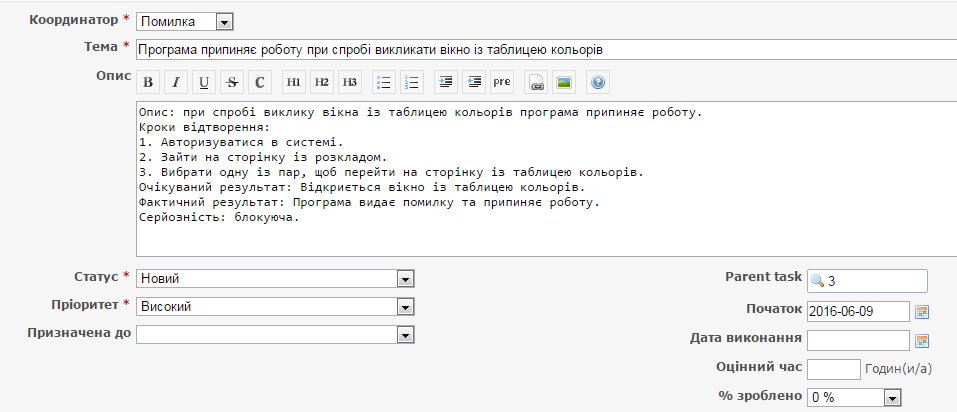 Координатор * Помилка
Тема * Програма припиняє роботу при спробі викликати вікно із таблицею кольорів
Опис B I U S C H1 H2 H3 pre
Опис: при спробі виклику вікна із таблицею кольорів програма припиняє роботу.
Кроки відтворення:
1. Авторизуватися в системі.
2. Зайти на сторінку із розкладом.
3. Вибрати одну із пар, щоб перейти на сторінку із таблицею кольорів.
Очікуваний результат: Відкриється вікно із таблицею кольорів.
Фактичний результат: Програма видає помилку та припиняє роботу.
Серйозність: блокуюча.
Статус * Новий
Parent task 3
Пріоритет * Високий
Початок 2016-06-09
Призначена до
Дата виконання
Оцінний час Годин(и/а)
% зроблено 0 %